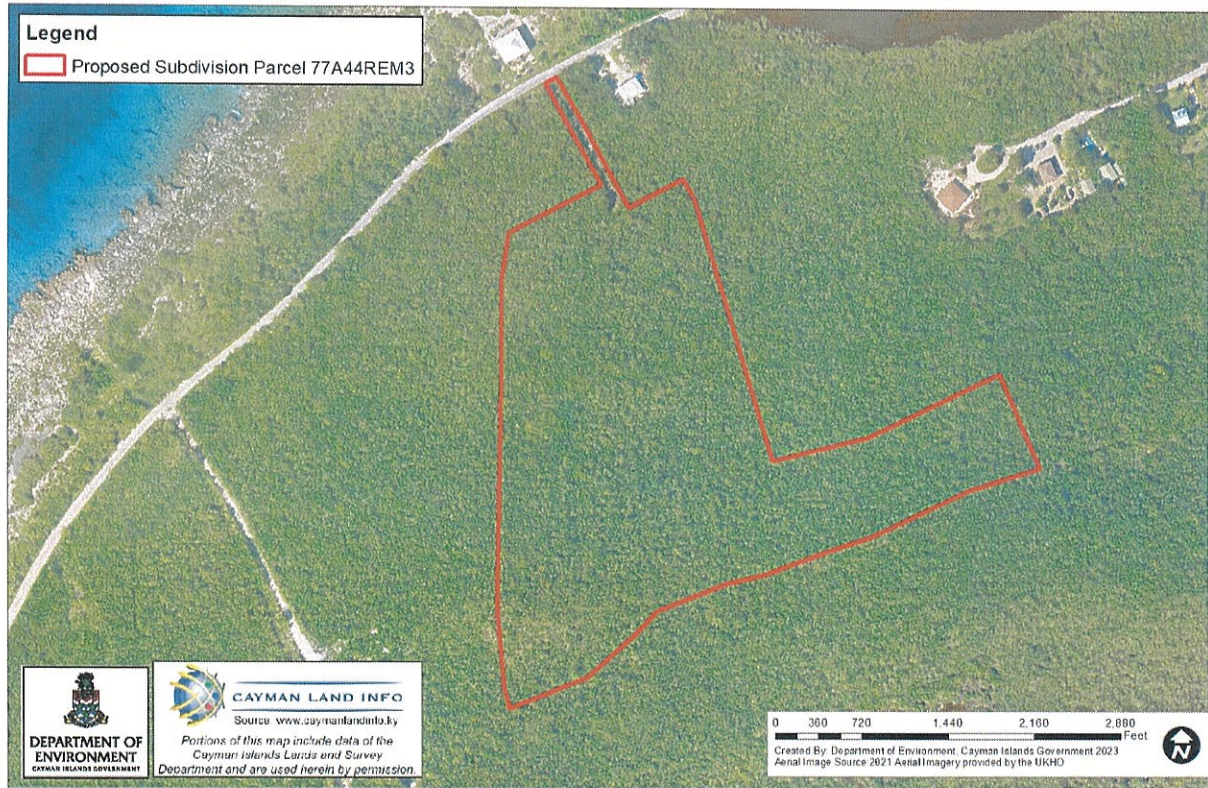 Legend
Proposed Subdivision Parcel 77A44REM3
DEPARTMENT OF
ENVIRONMENT
CAYMAN ISLANDS GOVERNMENT
CAYMAN LAND INFO
Source: www.caymanlandinfo.ky
Portions of this map include data of the
Cayman Islands Lands and Survey
Department and are used herein by permission.
0 360 720 1,440 2,160 2,880
Feet
Created By: Department of Environment, Cayman Islands Government 2023
Aerial Image Source 2021 Aerial Imagery provided by the UKHO
N